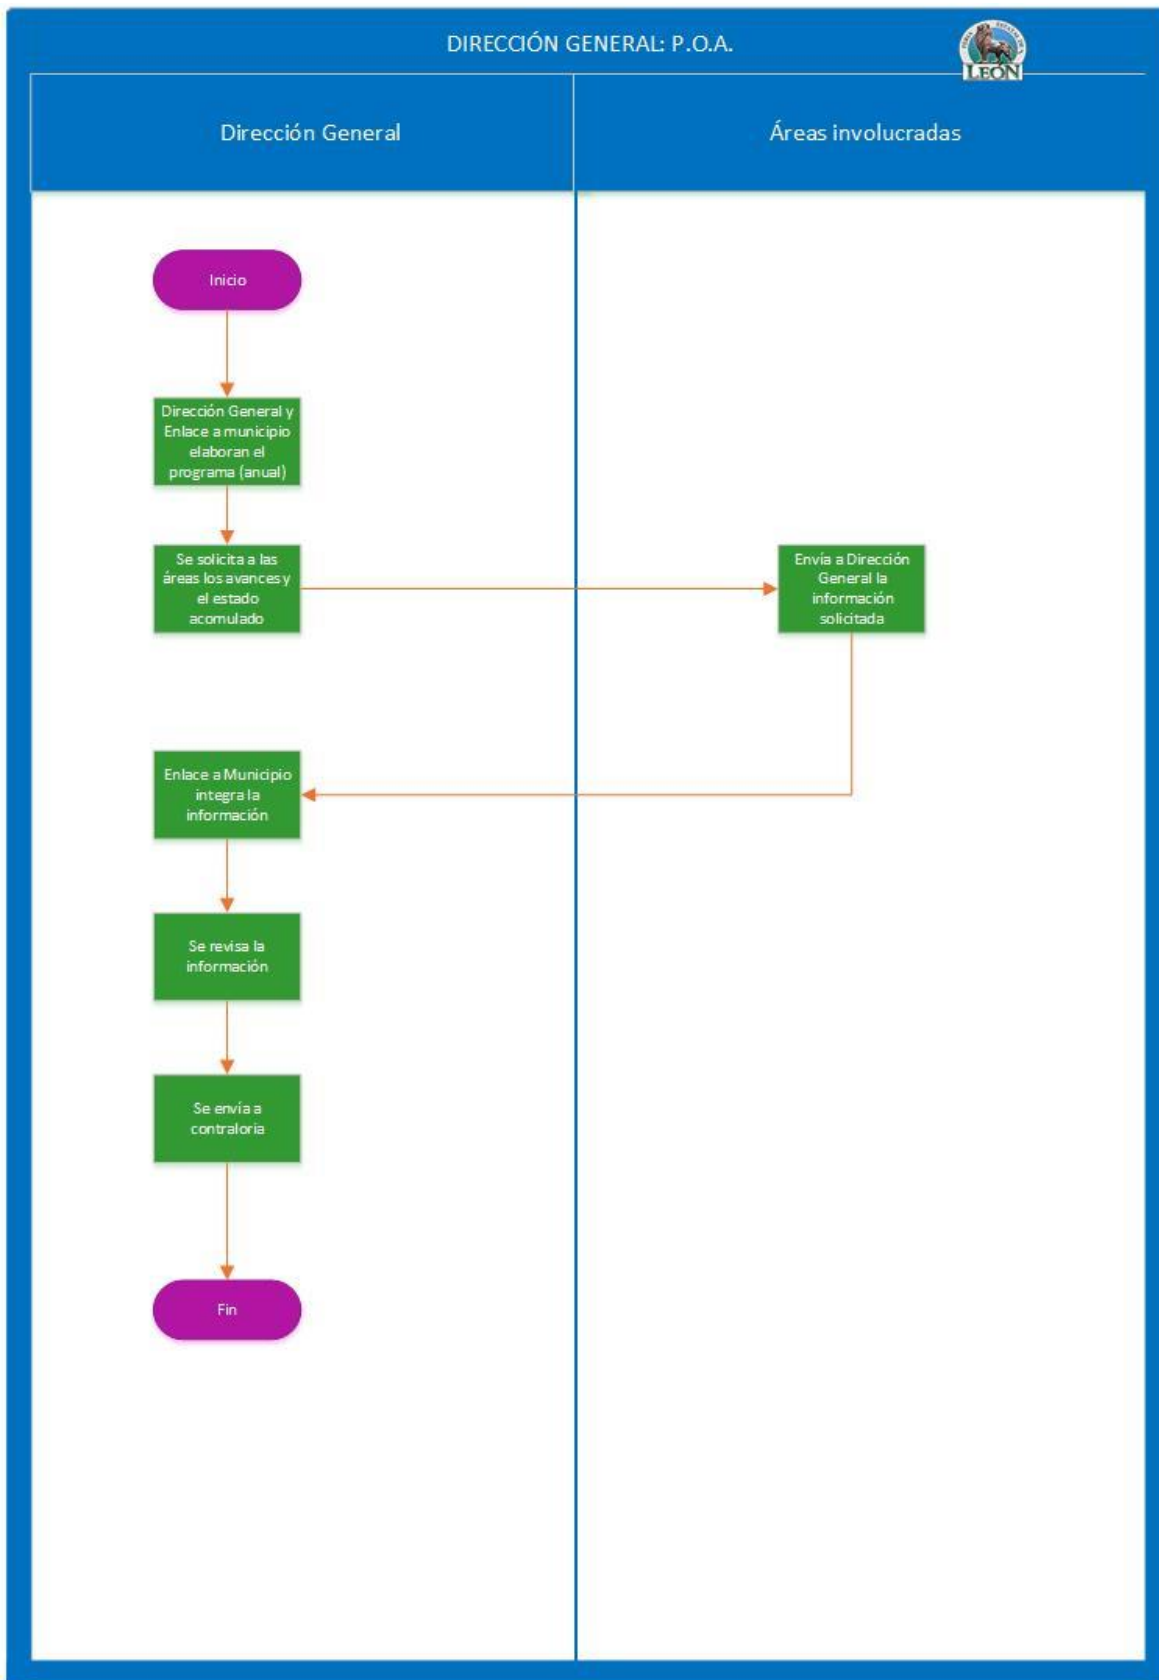 DIRECCIÓN GENERAL: P.O.A.
LEÓN
Dirección General
Áreas involucradas
Inicio
Dirección General y
Enlace a municipio
elaboran el
programa (anual)
Se solicita a las
áreas los avances y
el estado
acomulado
Envía a Dirección
General la
información
solicitada
Enlace a Municipio
integra la
información
Se revisa la
información
Se envía a
contraloria
Fin